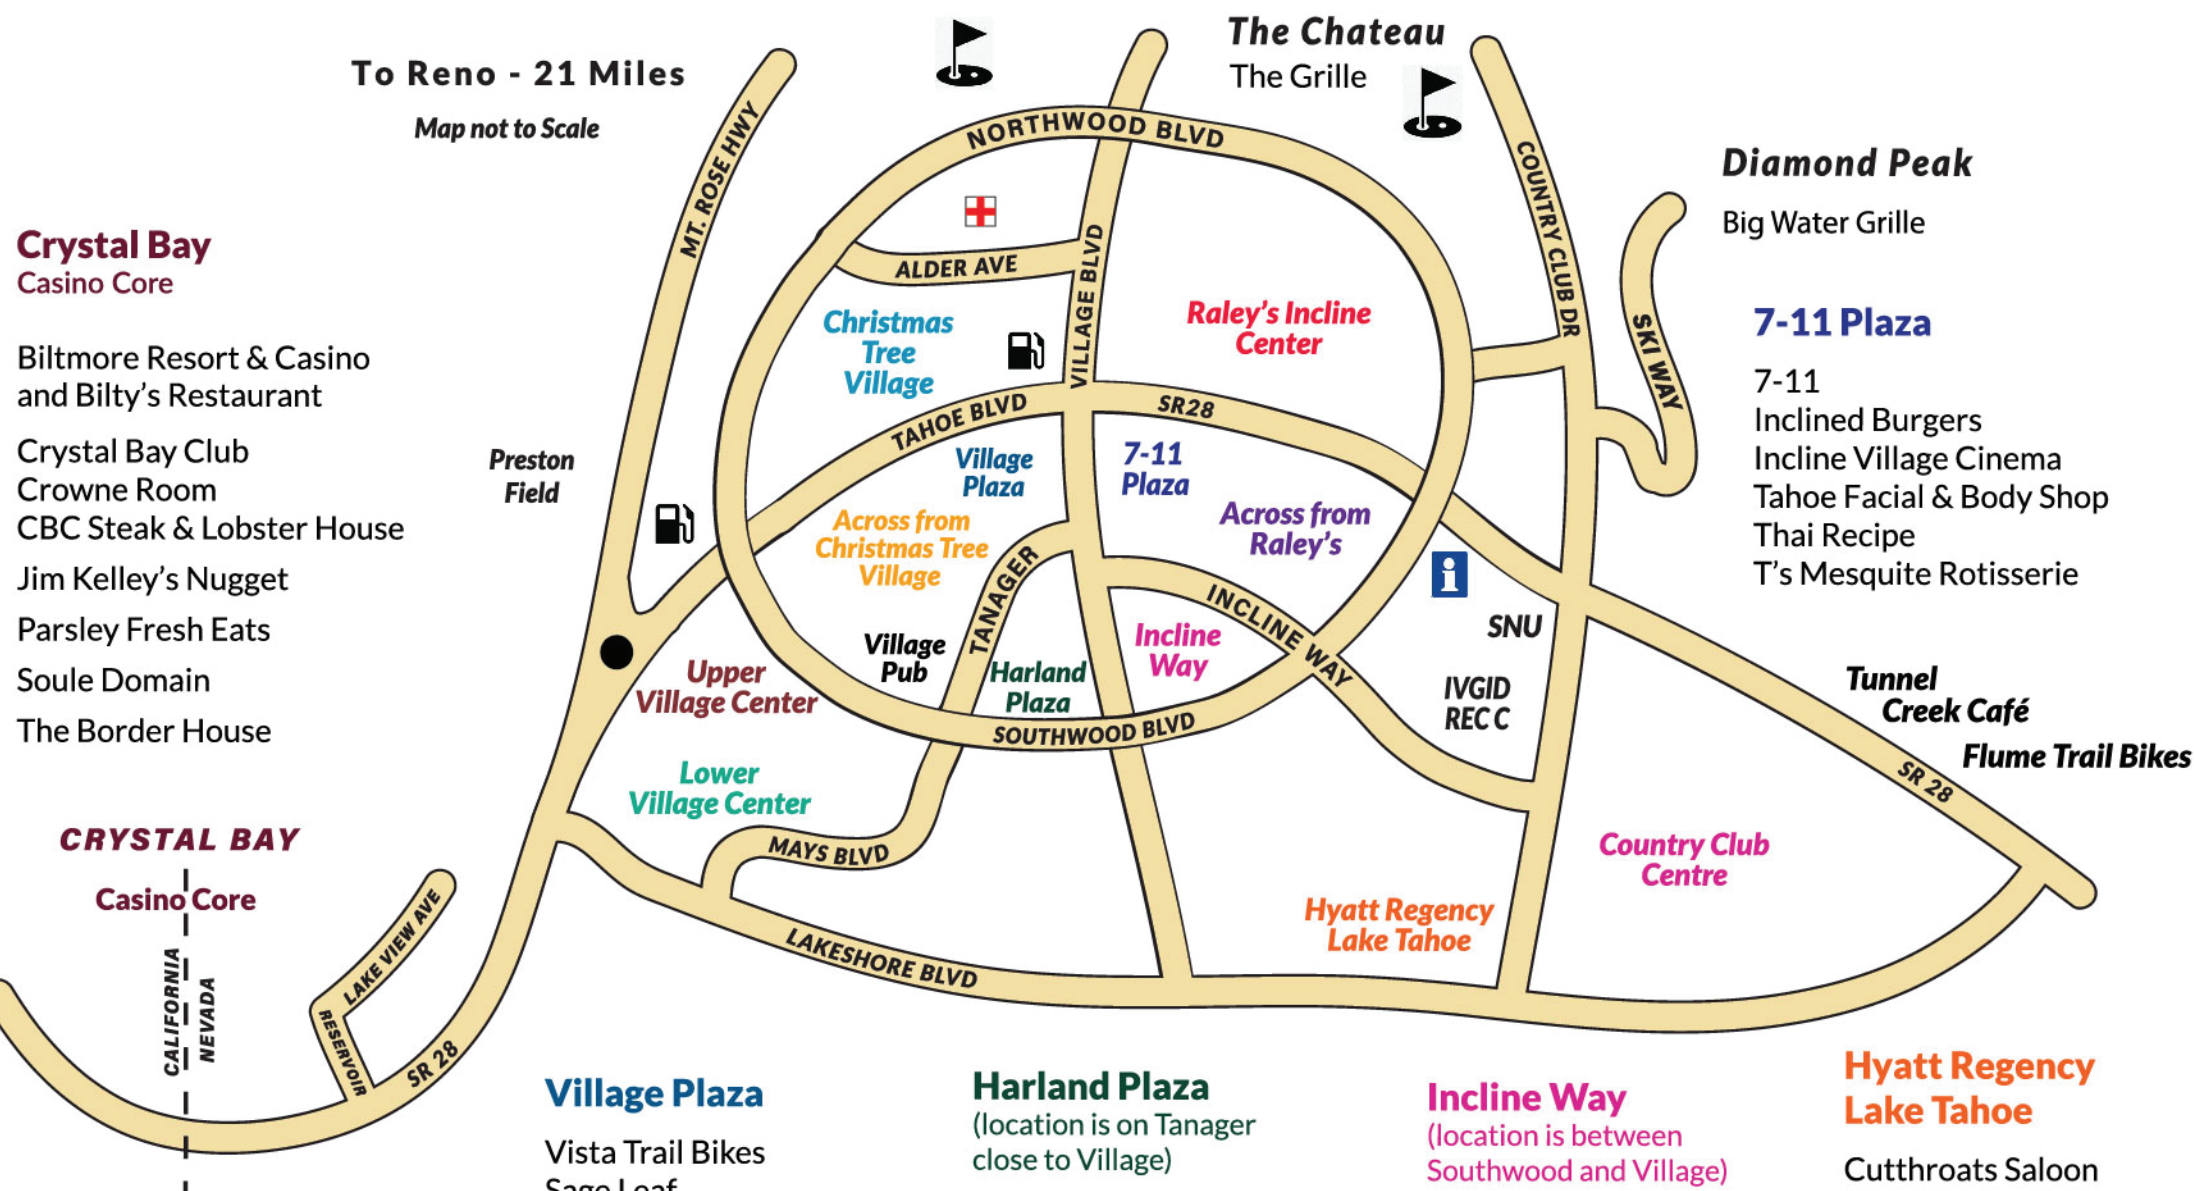 To Reno - 21 Miles
Map not to Scale
The Chateau
The Grille
Diamond Peak
Big Water Grille
Crystal Bay
Casino Core
Biltmore Resort & Casino
and Bilty’s Restaurant
Crystal Bay Club
Crowne Room
CBC Steak & Lobster House
Jim Kelley’s Nugget
Parsley Fresh Eats
Soule Domain
The Border House
7-11 Plaza
7-11
Inclined Burgers
Incline Village Cinema
Tahoe Facial & Body Shop
Thai Recipe
T’s Mesquite Rotisserie
MT. ROSE HWY
NORTHWOOD BLVD
VILLAGE BLVD
ALDER AVE
COUNTRY CLUB DR
SKI WAY
Christmas
Tree
Village
Raley’s Incline
Center
TAHOE BLVD
SR28
Preston
Field
Village
Plaza
7-11
Plaza
Across from
Christmas Tree
Village
Across from
Raley’s
i
TANAGER
INCLINE WAY
Village
Pub
Harland
Plaza
Incline
Way
SNU
IVGID
REC C
Upper
Village Center
SOUTHWOOD BLVD
Lower
Village Center
MAYS BLVD
Tunnel
Creek Café
Flume Trail Bikes
SR 28
Country Club
Centre
Hyatt Regency
Lake Tahoe
LAKESHORE BLVD
CRYSTAL BAY
Casino Core
CALIFORNIA
NEVADA
LAKE VIEW AVE
RESERVOIR
SR 28
Village Plaza
Vista Trail Bikes
Sage Leaf
Harland Plaza
(location is on Tanager
close to Village)
Incline Way
(location is between
Southwood and Village)
Hyatt Regency
Lake Tahoe
Cutthroats Saloon